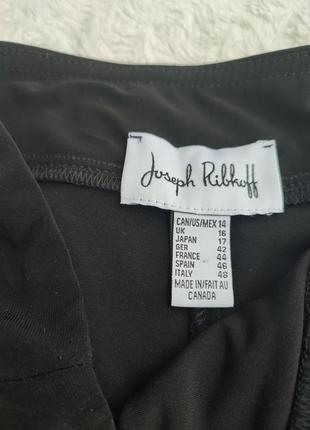 Joseph Ribkoff
CAN/US/MEX 14
UK 16
JAPAN 17
GER 42
FRANCE 44
SPAIN 46
ITALY 48
MADE IN/FAIT AU
CANADA